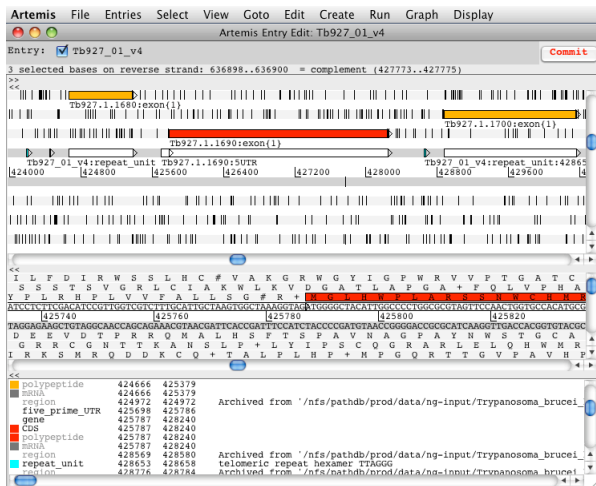 Artemis File Entries Select View Goto Edit Create Run Graph Display
Artemis Entry Edit: Tb927_01_v4
Entry: Tb927_01_v4 Commit
3 selected bases on reverse strand: 636898..636900 = complement (427773..427775)
>>
<<
Tb927.1.1680:exon{1}
Tb927.1.1700:exon{1}
Tb927.1.1690:exon{1}
Tb927_01_v4:repeat_unit Tb927.1.1690:5UTR Tb927_01_v4:repeat_unit:42865
424000 424800 425600 426400 427200 428000 428800 429600 4
<<
I L F D I R W S S L H C # V A K G R W G Y I G P W R V V P T G A T C
S S T S V G R L C I A K W L K V D G A T L A P G A + S F Q L V P H A
Y P L R H P L V V F A L L S G # R + M G L H W P L A R S S N W C H M R
ATCCTCTTCGACATCCGTTGGTCGTCTTTGCATTGCTAAGTGGCTAAAGGTAGATGGGGCTACATTGGCCCCTGGCGCGTAGTTCCAACTGGTGCCACATGCG
425740 425760 425780 425800 425820
TAGGAGAAGCTGTAGGCAACCAGCAGAAACGTAACGATTCACCGATTTCCATCTACCCCGATGTAACCGGGGACCGCGCATCAAGGTTGACCACGGTGTACGC
D E E V D T P R R Q M A L H S F T S P A V N A G P A Y N W S T G C A
G R R C G N T T K A N S L P + L Y I P S C Q G R A R L E L Q H W M R
I R K S M R Q D D K C Q + T A L P L H P + M P G Q R T T G V P A V H P
<<
polypeptide 424666 425379
mRNA 424666 425379
region 424972 424972 Archived from '/nfs/pathdb/prod/data/ng-input/Trypanosoma_brucei_
five_prime_UTR 425698 425786
gene 425787 428240
CDS 425787 428240
polypeptide 425787 428240
mRNA 425787 428240
region 428569 428580 Archived from '/nfs/pathdb/prod/data/ng-input/Trypanosoma_brucei_
repeat_unit 428653 428658 telomeric repeat hexamer TTAGGG
region 428776 428784 Archived from '/nfs/pathdb/prod/data/ng-input/Trypanosoma_brucei_